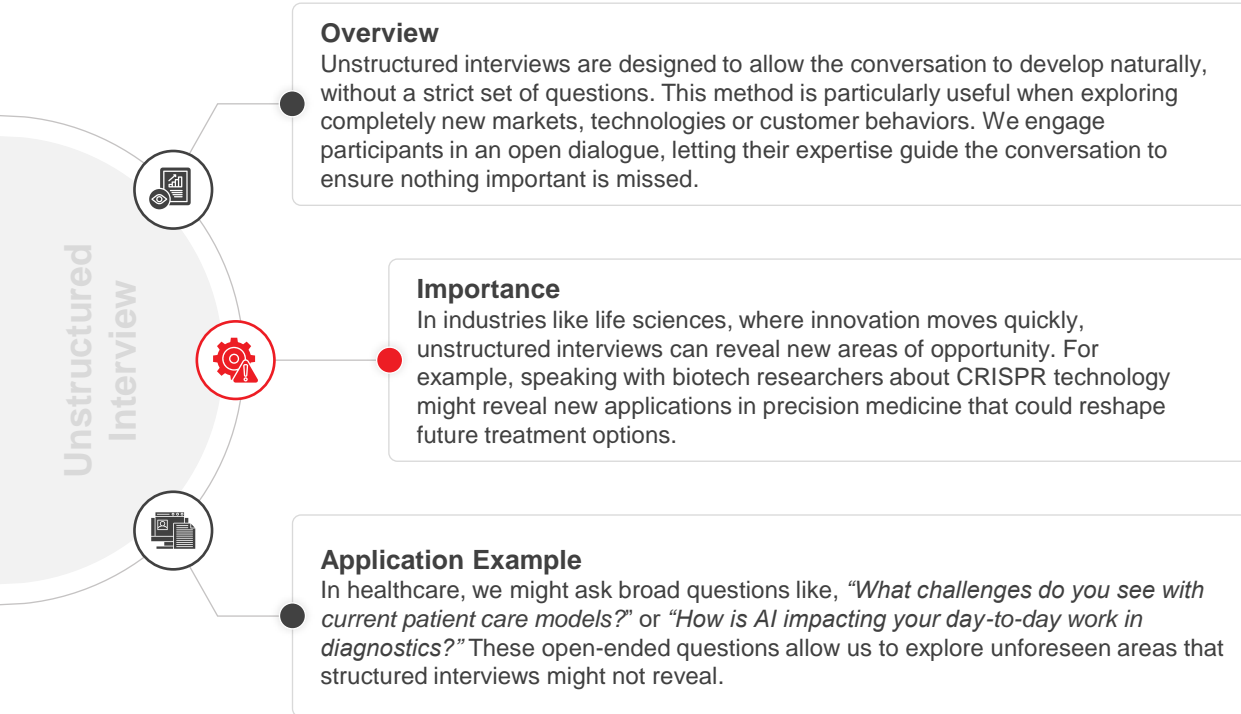 Unstructured
Interview
Overview
Unstructured interviews are designed to allow the conversation to develop naturally,
without a strict set of questions. This method is particularly useful when exploring
completely new markets, technologies or customer behaviors. We engage
participants in an open dialogue, letting their expertise guide the conversation to
ensure nothing important is missed.
Importance
In industries like life sciences, where innovation moves quickly,
unstructured interviews can reveal new areas of opportunity. For
example, speaking with biotech researchers about CRISPR technology
might reveal new applications in precision medicine that could reshape
future treatment options.
Application Example
In healthcare, we might ask broad questions like, “What challenges do you see with
current patient care models?” or “How is AI impacting your day-to-day work in
diagnostics?” These open-ended questions allow us to explore unforeseen areas that
structured interviews might not reveal.